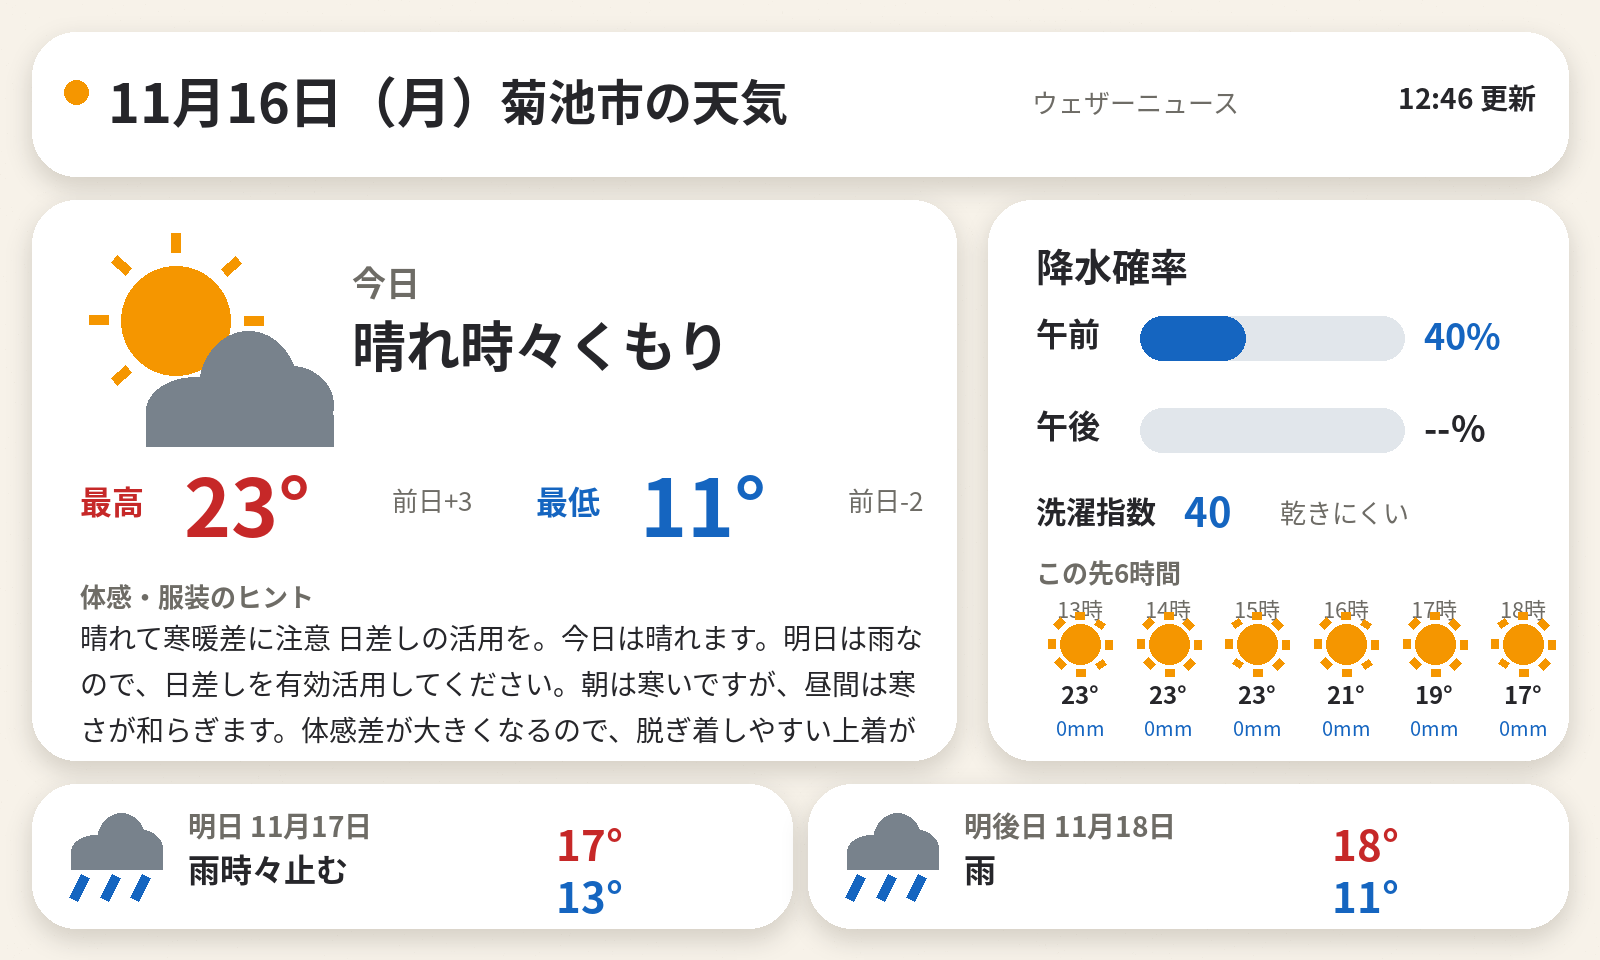 11月16日（月）菊池市の天気
ウェザーニュース
12:46 更新
今日
晴れ時々くもり
最高 23° 前日+3 最低 11° 前日-2
体感・服装のヒント
晴れて寒暖差に注意 日差しの活用を。今日は晴れます。明日は雨な
ので、日差しを有効活用してください。朝は寒いですが、昼間は寒
さが和らぎます。体感差が大きくなるので、脱ぎ着しやすい上着が
降水確率
午前 40%
午後 --%
洗濯指数 40 乾きにくい
この先6時間
13時 14時 15時 16時 17時 18時
23° 23° 23° 21° 19° 17°
0mm 0mm 0mm 0mm 0mm 0mm
明日 11月17日
雨時々止む
17°
13°
明後日 11月18日
雨
18°
11°